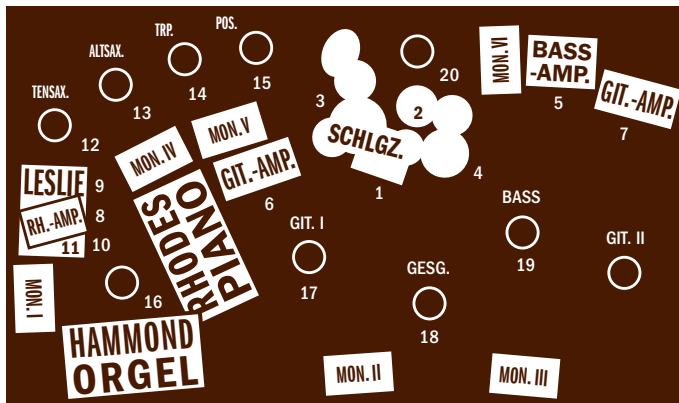 POS.
TRP.
ALTSAX.
TENSAX.
15
14
13
12
MON. VI
BASS
-AMP.
5
GIT.-AMP.
7
20
3
2
SCHLGZ.
4
1
MON. V
MON. IV
GIT.-AMP.
6
LESLIE
9
RH.-AMP.
8
11
10
RHODES
PIANO
MON. I
16
HAMMOND
ORGEL
GIT. I
17
GESG.
18
BASS
19
GIT. II
MON. II
MON. III